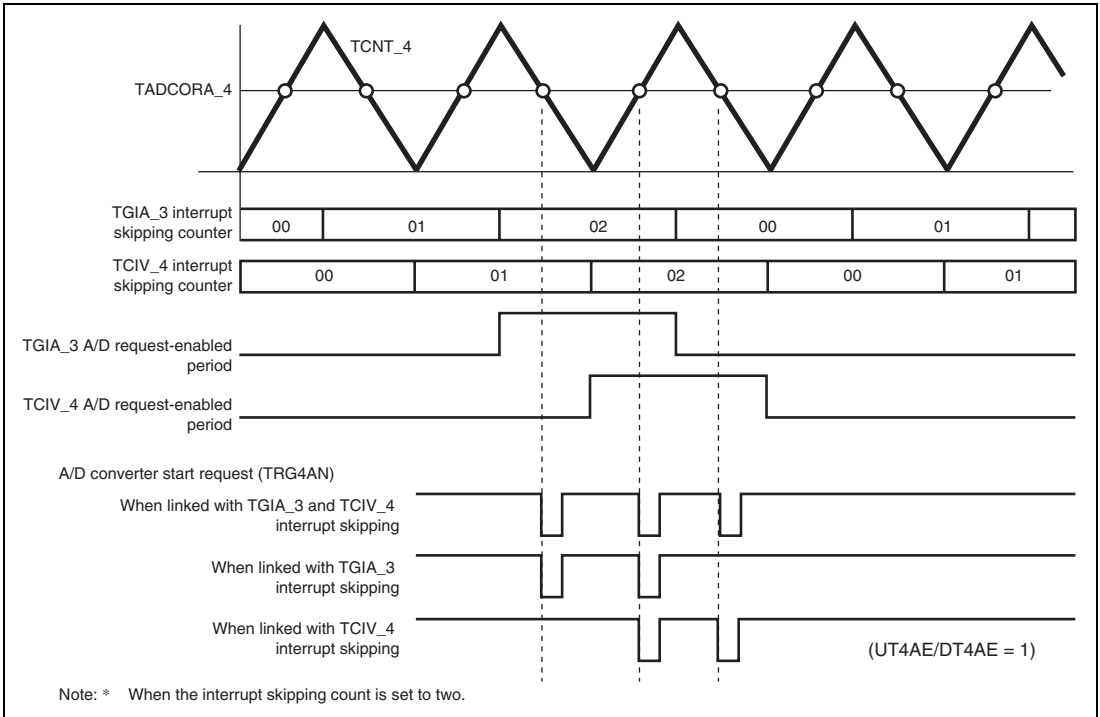 TCNT_4
TADCORA_4
TGIA_3 interrupt
skipping counter
00 01 02 00 01
TCIV_4 interrupt
skipping counter
00 01 02 00 01
TGIA_3 A/D request-enabled
period
TCIV_4 A/D request-enabled
period
A/D converter start request (TRG4AN)
When linked with TGIA_3 and TCIV_4
interrupt skipping
When linked with TGIA_3
interrupt skipping
When linked with TCIV_4
interrupt skipping
(UT4AE/DT4AE = 1)
Note: * When the interrupt skipping count is set to two.